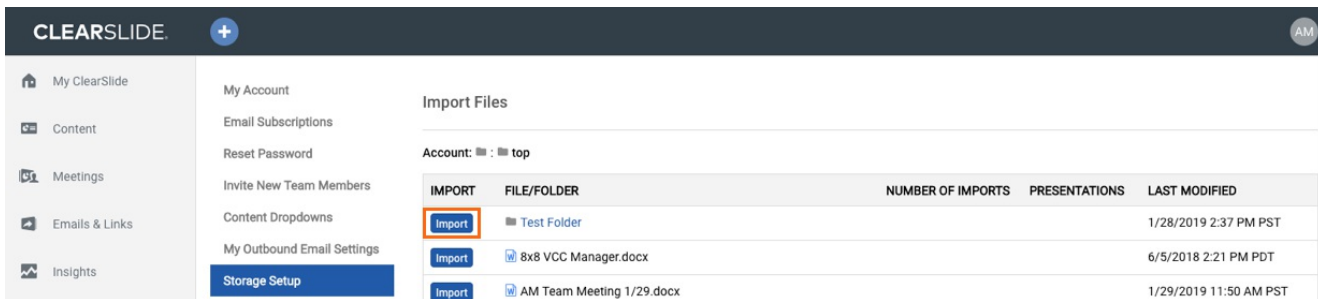 CLEARSLIDE.
AM
My ClearSlide
Content
Meetings
Emails & Links
Insights
My Account
Email Subscriptions
Reset Password
Invite New Team Members
Content Dropdowns
My Outbound Email Settings
Storage Setup
Import Files
Account: : top
IMPORT FILE/FOLDER NUMBER OF IMPORTS PRESENTATIONS LAST MODIFIED
Import Test Folder 1/28/2019 2:37 PM PST
Import 8x8 VCC Manager.docx 6/5/2018 2:21 PM PDT
Import AM Team Meeting 1/29.docx 1/29/2019 11:50 AM PST